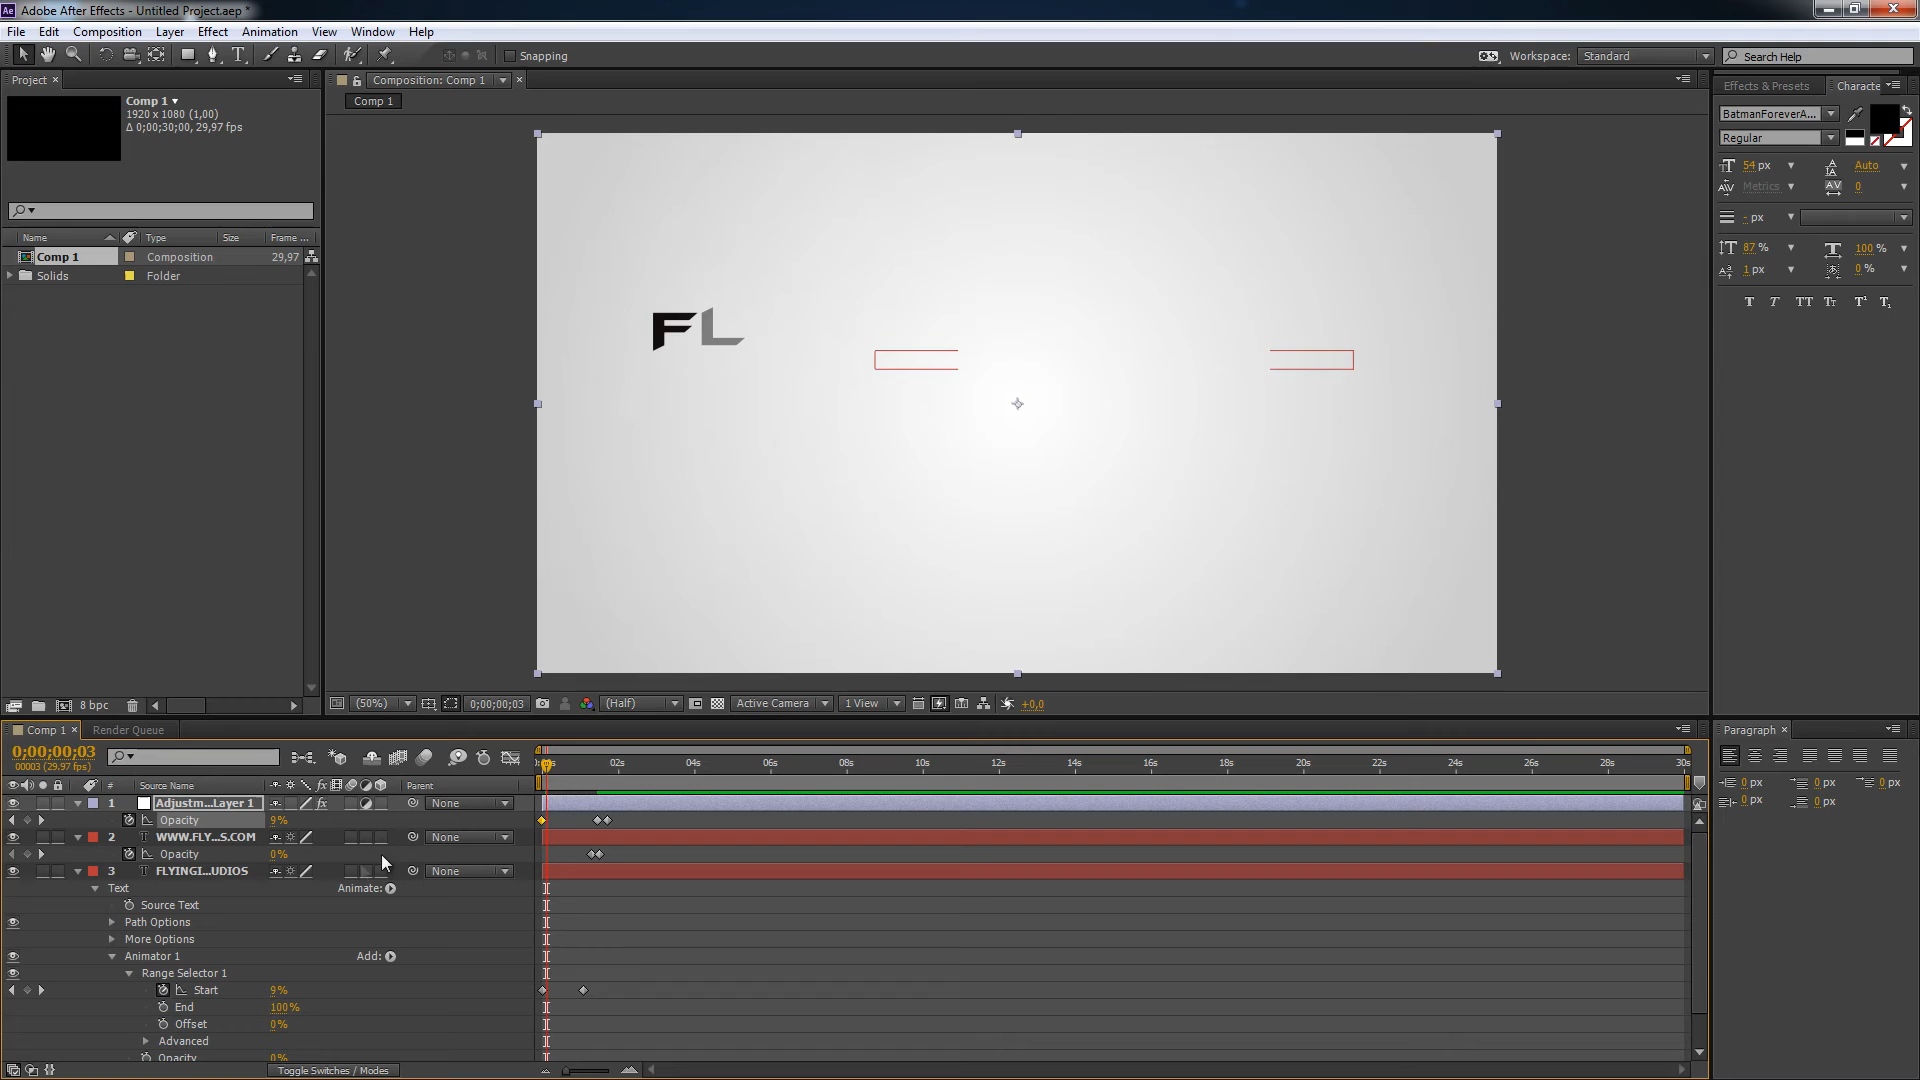 Adobe After Effects - Untitled Project.aep *
File Edit Composition Layer Effect Animation View Window Help
Snapping
Workspace: Standard
Search Help
Project
Composition: Comp 1
Effects & Presets
Characte
Comp 1
1920 x 1080 (1,00)
Δ 0;00;30;00, 29,97 fps
Comp 1
BatmanForeverA...
Regular
54 px
Auto
Metrics
0
- px
87 %
100 %
1 px
0 %
T T TT Tr T¹ T₁
Name Type Size Frame ...
Comp 1 Composition 29,97
Solids Folder
FL
8 bpc
(50%) 0;00;00;03 (Half) Active Camera 1 View +0,0
Comp 1
Render Queue
Paragraph
0;00;00;03
00003 (29.97 fps)
02s 04s 06s 08s 10s 12s 14s 16s 18s 20s 22s 24s 26s 28s 30s
# Source Name Parent
0 px 0 px 0 px
0 px 0 px
1 Adjustm...Layer 1 fx None
Opacity 9%
2 T WWW.FLY...S.COM None
Opacity 0%
3 T FLYINGI...UDIOS None
Text Animate:
Source Text
Path Options
More Options
Animator 1 Add:
Range Selector 1
Start 9%
End 100%
Offset 0%
Advanced
Opacity 0%
Toggle Switches / Modes